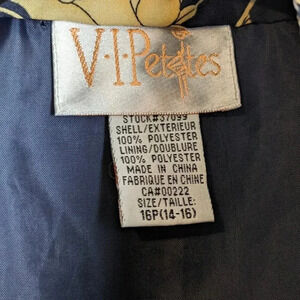 V·I·Petites
STOCK#37099
SHELL/EXTERIEUR
100% POLYESTER
LINING/DOUBLURE
100% POLYESTER
MADE IN CHINA
FABRIQUE EN CHINE
CA#00222
SIZE/TAILLE:
16P(14-16)